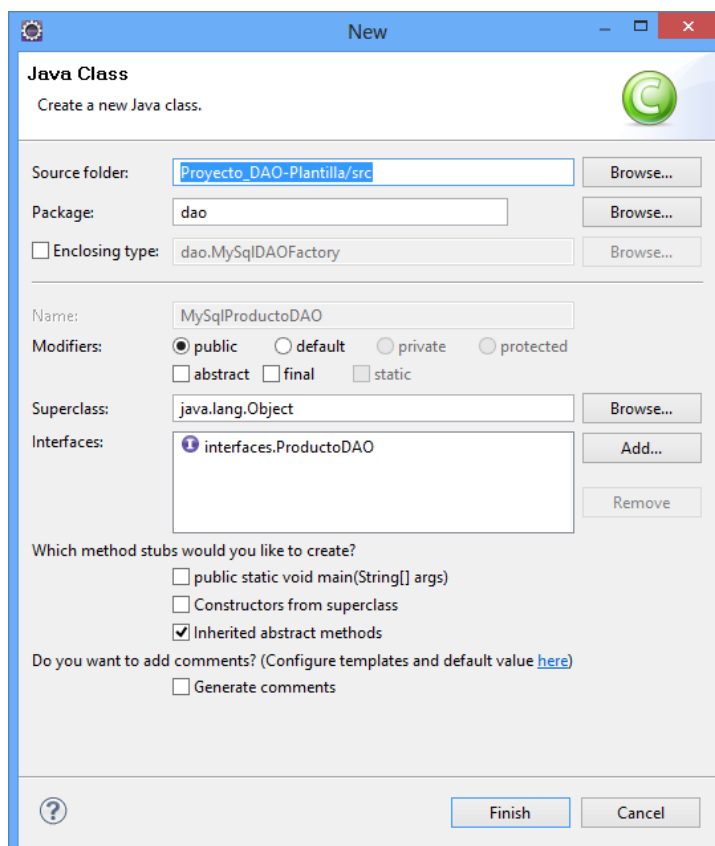 New
Java Class
Create a new Java class.
Source folder: Proyecto_DAO-Plantilla/src Browse...
Package: dao Browse...
Enclosing type: dao.MySqlDAOFactory Browse...
Name: MySqlProductoDAO
Modifiers: public default private protected
abstract final static
Superclass: java.lang.Object Browse...
Interfaces: interfaces.ProductoDAO Add...
Remove
Which method stubs would you like to create?
public static void main(String[] args)
Constructors from superclass
Inherited abstract methods
Do you want to add comments? (Configure templates and default value here)
Generate comments
Finish Cancel